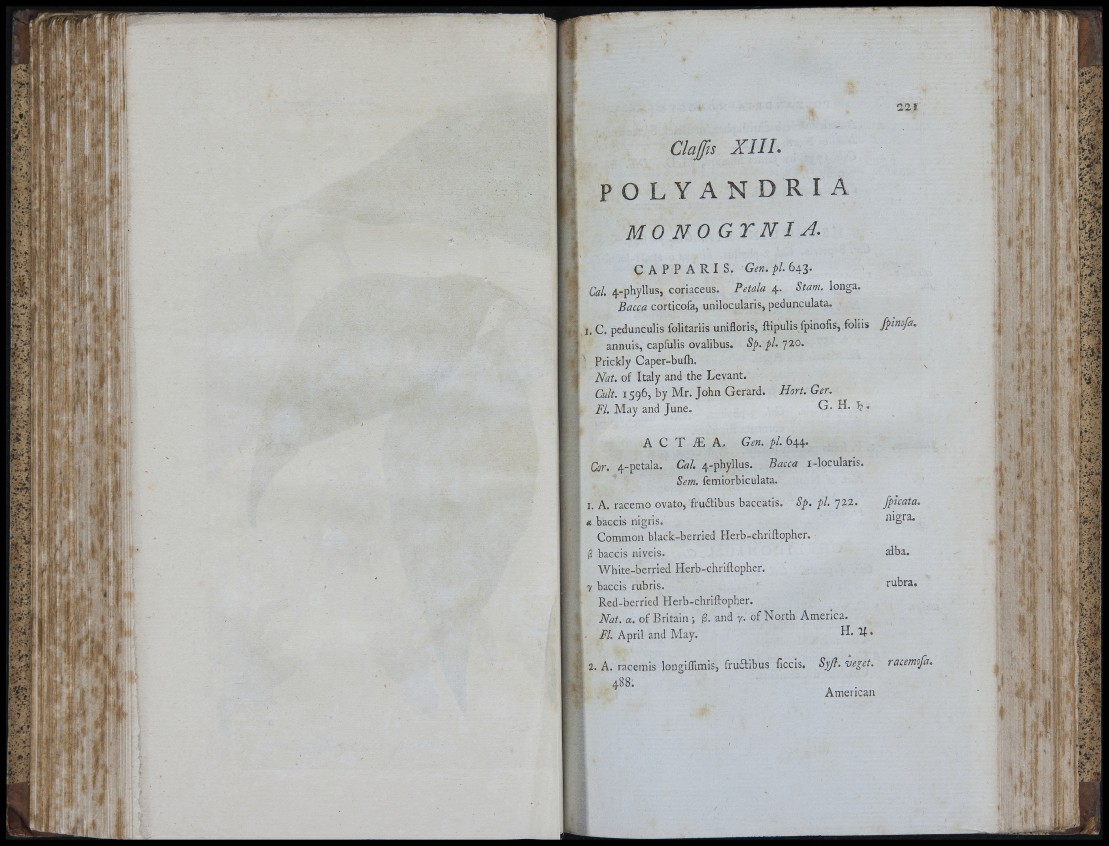 221
Claſſis XIII.
POLYANDRIA
MONOGYNIA.
CAPPARIS. Gen. pl. 643.
Cal. 4-phyllus, coriaceus. Petala 4. Stam. longa.
Bacca corticoſa, unilocularis, pedunculata.
1. C. pedunculis ſolitariis unifloris, ſtipulis ſpinoſis, foliis ſpinoſa.
annuis, capſulis ovalibus. Sp. pl. 720.
Prickly Caper-buſh.
Nat. of Italy and the Levant.
Cult. 1596, by Mr. John Gerard. Hort. Ger.
Fl. May and June. G. H. ♄.
ACTÆA. Gen. pl. 644.
Cor. 4-petala. Cal. 4-phyllus. Bacca 1-locularis.
Sem. ſemiorbiculata.
1. A. racemo ovato, fructibus baccatis. Sp. pl. 722. ſpicata.
α baccis nigris. nigra.
Common black-berried Herb-chriſtopher.
β baccis niveis. alba.
White-berried Herb-chriſtopher.
γ baccis rubris. rubra.
Red-berried Herb-chriſtopher.
Nat. α. of Britain; β. and γ. of North America.
Fl. April and May. H. ♃.
2. A. racemis longiſſimis, fructibus ſiccis. Syſt. veget. racemoſa.
488.
American